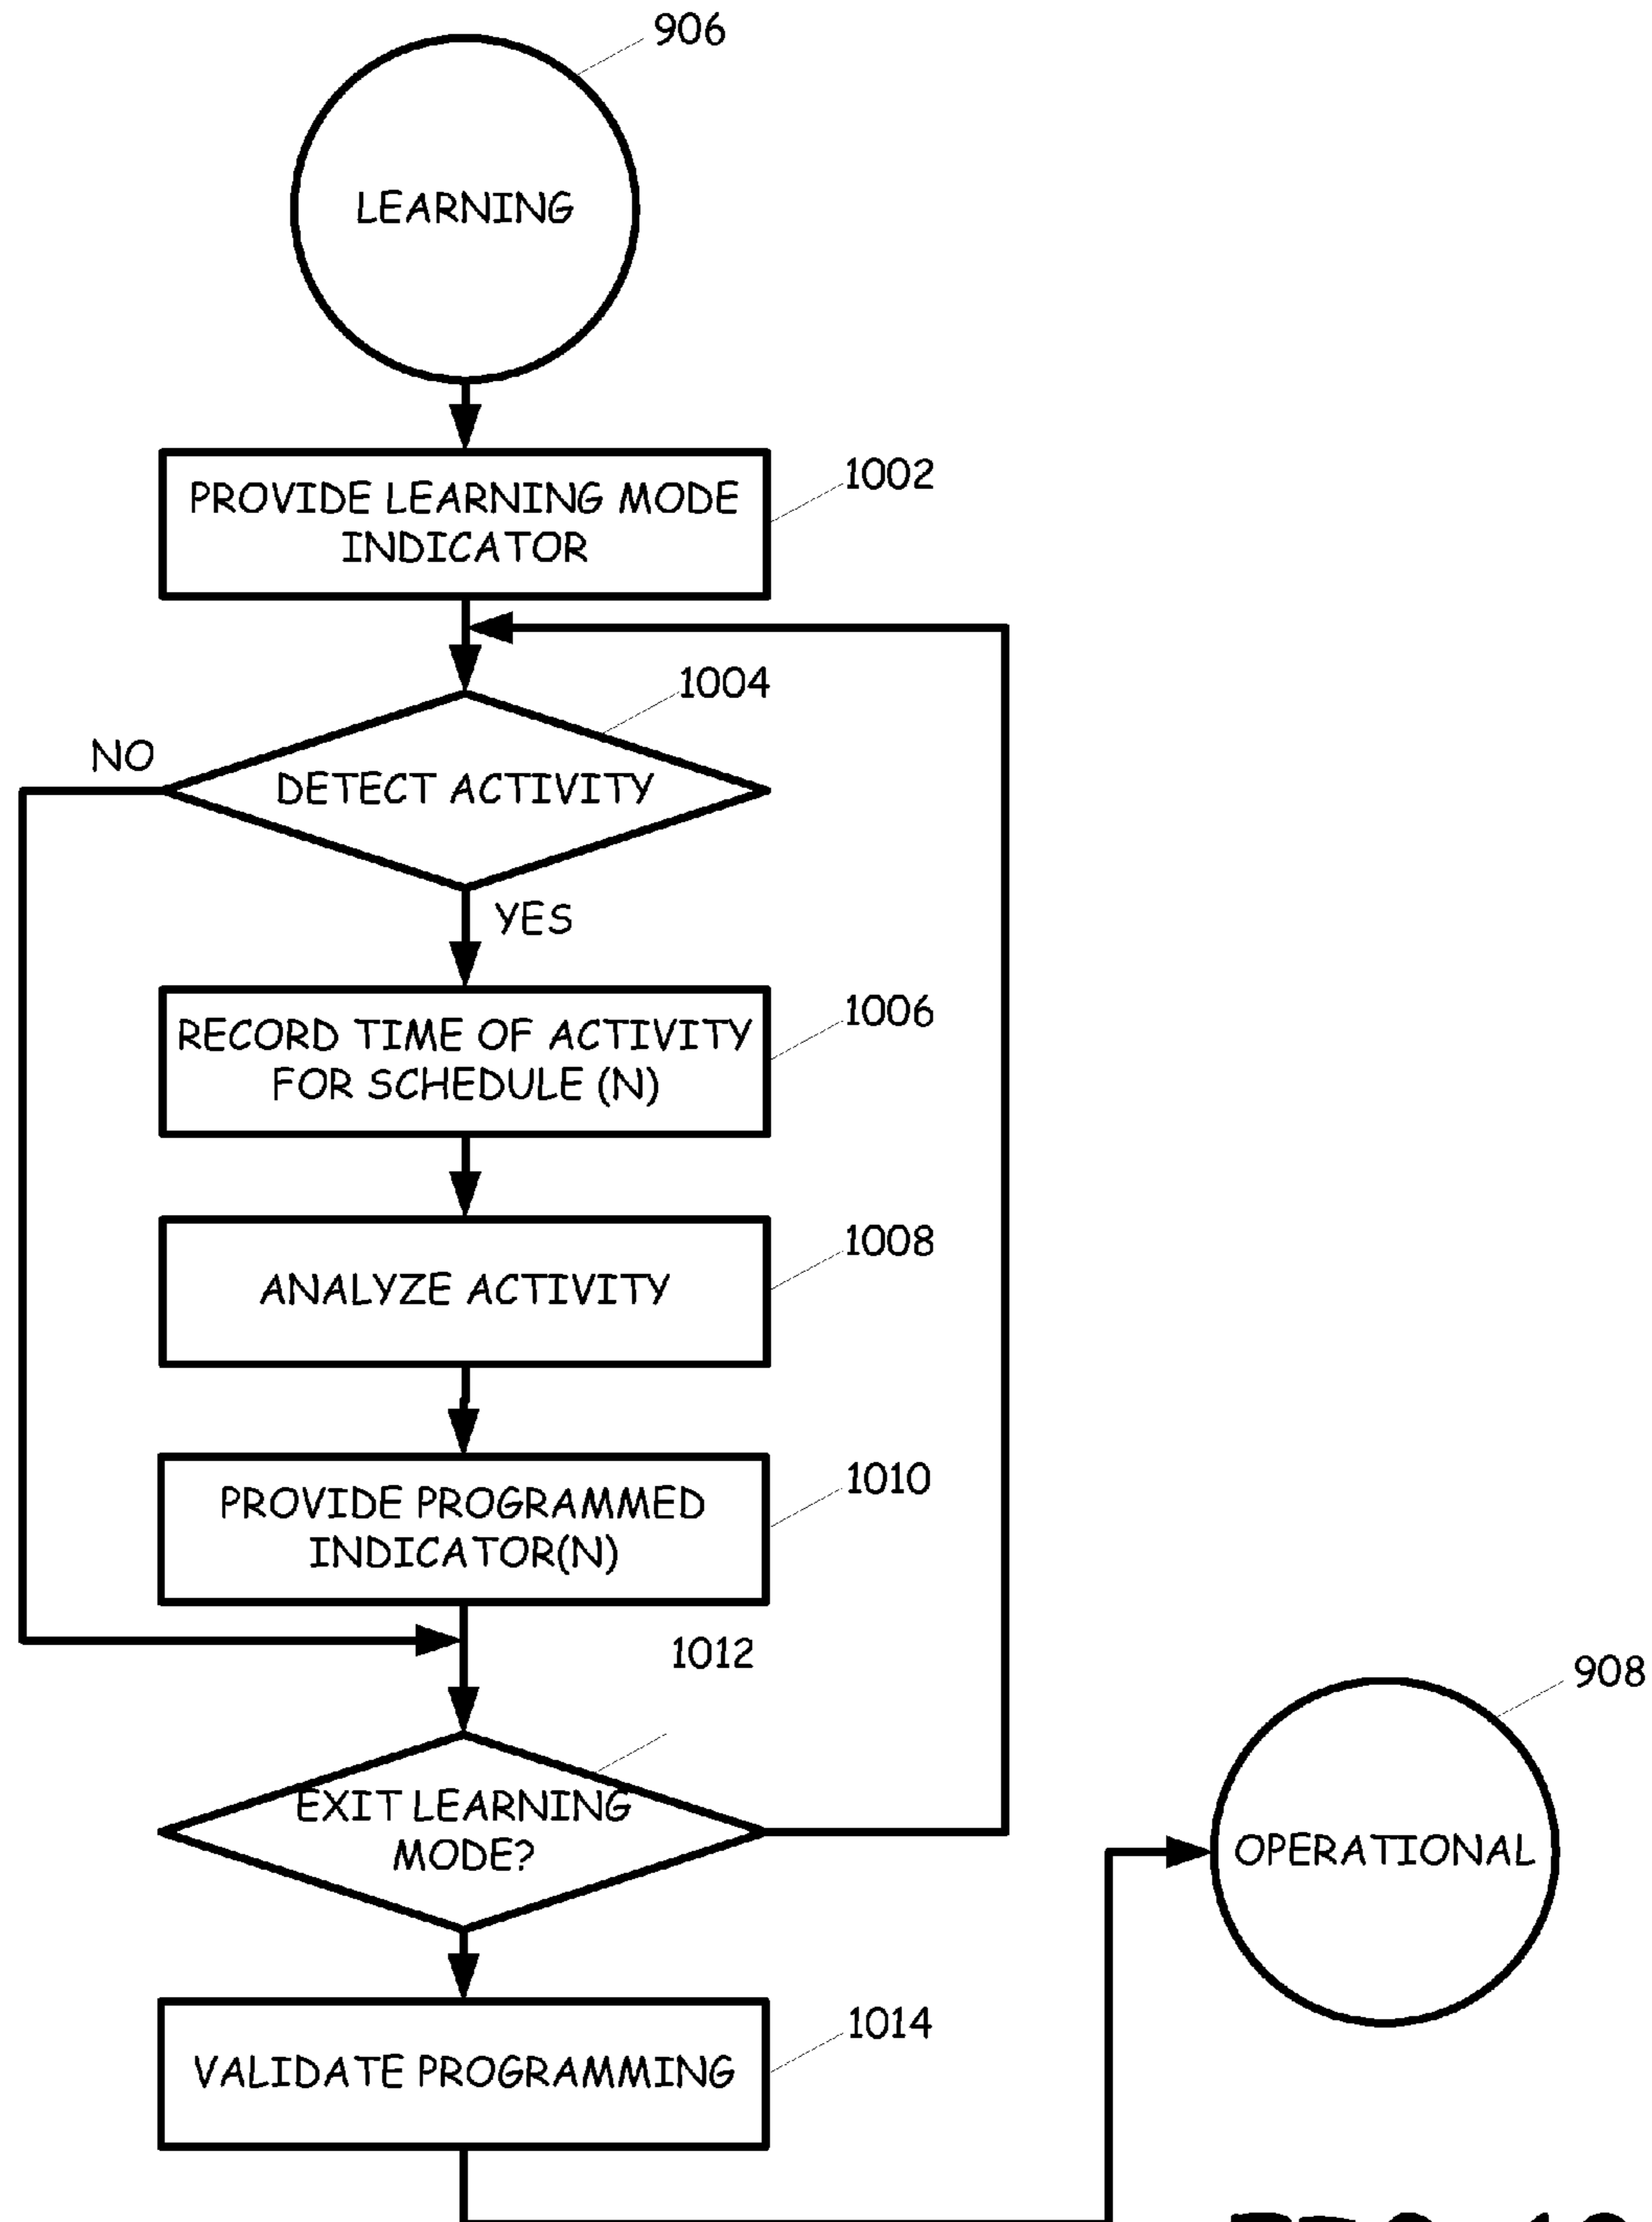 906
LEARNING
1002
PROVIDE LEARNING MODE
INDICATOR
1004
NO
DETECT ACTIVITY
YES
1006
RECORD TIME OF ACTIVITY
FOR SCHEDULE (N)
1008
ANALYZE ACTIVITY
1010
PROVIDE PROGRAMMED
INDICATOR(N)
1012
908
EXIT LEARNING
MODE?
OPERATIONAL
1014
VALIDATE PROGRAMMING